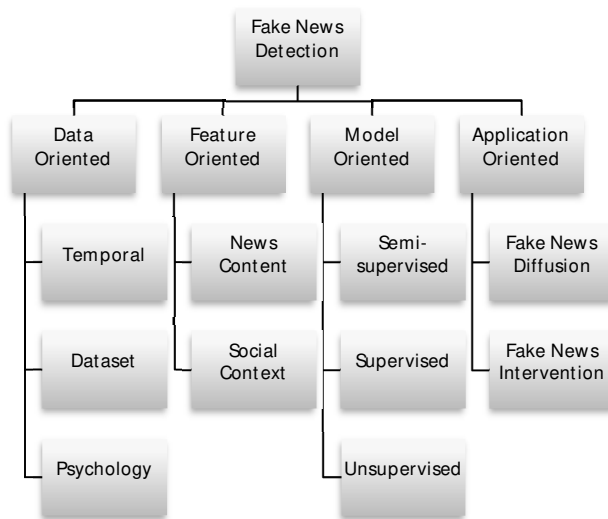 Fake News
Detection
Data
Oriented
Feature
Oriented
Model
Oriented
Application
Oriented
Temporal
News
Content
Semi-
supervised
Fake News
Diffusion
Dataset
Social
Context
Supervised
Fake News
Intervention
Psychology
Unsupervised